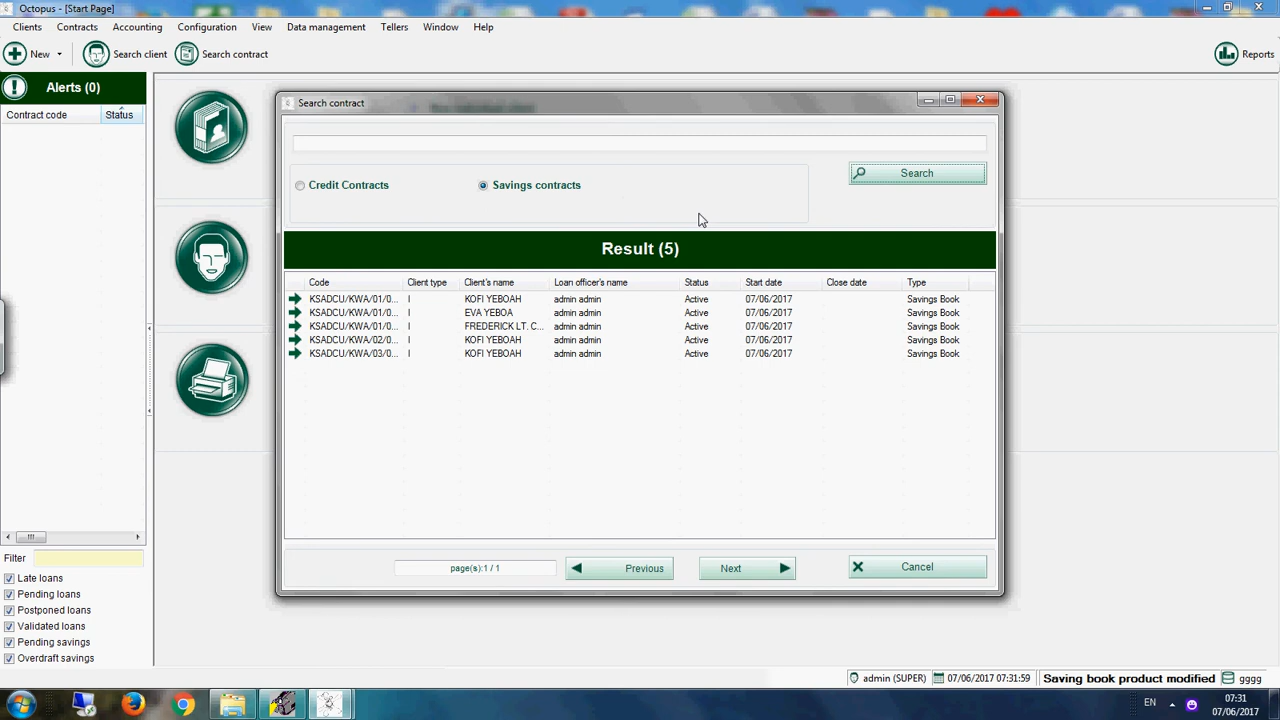 Octopus - [Start Page]
Clients Contracts Accounting Configuration View Data management Tellers Window Help
New Search client Search contract Reports
Alerts (0)
Contract code Status
Search contract
Credit Contracts Savings contracts Search
Result (5)
Code Client type Client's name Loan officer's name Status Start date Close date Type
KSADCU/KWA/01/0... I KOFI YEBOAH admin admin Active 07/06/2017 Savings Book
KSADCU/KWA/01/0... I EVA YEBOA admin admin Active 07/06/2017 Savings Book
KSADCU/KWA/01/0... I FREDERICK LT. C... admin admin Active 07/06/2017 Savings Book
KSADCU/KWA/02/0... I KOFI YEBOAH admin admin Active 07/06/2017 Savings Book
KSADCU/KWA/03/0... I KOFI YEBOAH admin admin Active 07/06/2017 Savings Book
page(s):1 / 1 Previous Next Cancel
Filter
Late loans
Pending loans
Postponed loans
Validated loans
Pending savings
Overdraft savings
admin (SUPER) 07/06/2017 07:31:59 Saving book product modified gggg
EN 07:31
07/06/2017